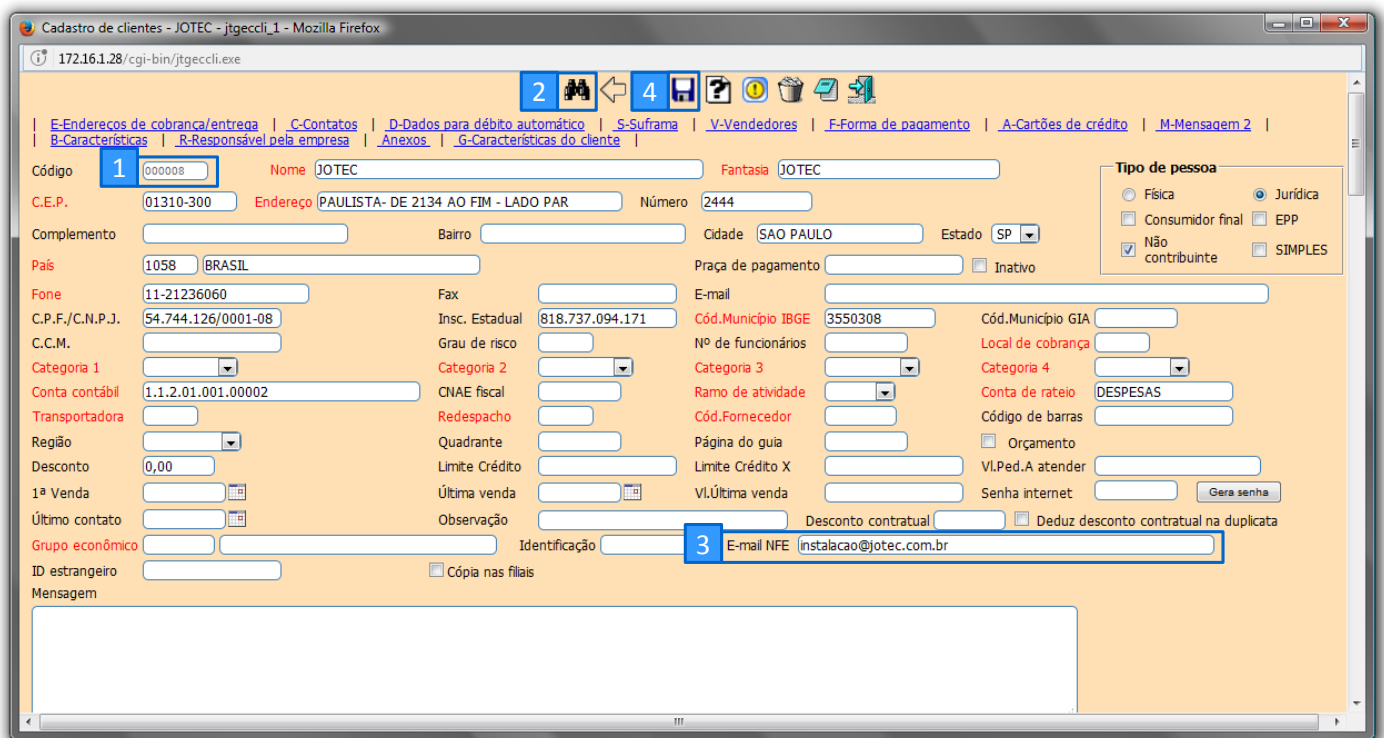 Cadastro de clientes - JOTEC - jtgeccli_1 - Mozilla Firefox
172.16.1.28/cgi-bin/jtgeccli.exe
2 4
| E-Enderecos de cobrança/entrega | C-Contatos | D-Dados para débito automático | S-Suframa | V-Vendedores | F-Forma de pagamento | A-Cartões de crédito | M-Mensagem 2 |
| B-Características | R-Responsável pela empresa | Anexos | G-Características do cliente |
Código 1 000008 Nome JOTEC Fantasia JOTEC Tipo de pessoa
Física Jurídica
C.E.P. 01310-300 Endereço PAULISTA- DE 2134 AO FIM - LADO PAR Número 2444
Consumidor final EPP
Complemento Bairro Cidade SAO PAULO Estado SP
Não contribuinte SIMPLES
País 1058 BRASIL Praça de pagamento Inativo
Fone 11-21236060 Fax E-mail
C.P.F./C.N.P.J. 54.744.126/0001-08 Insc. Estadual 818.737.094.171 Cód.Município IBGE 3550308 Cód.Município GIA
C.C.M. Grau de risco Nº de funcionários Local de cobrança
Categoria 1 Categoria 2 Categoria 3 Categoria 4
Conta contábil 1.1.2.01.001.00002 CNAE fiscal Ramo de atividade Conta de rateio DESPESAS
Transportadora Redespacho Cód.Fornecedor Código de barras
Região Quadrante Página do guia Orçamento
Desconto 0,00 Limite Crédito Limite Crédito X Vl.Ped.A atender
1ª Venda Última venda Vl.Última venda Senha internet Gera senha
Último contato Observação Desconto contratual Deduz desconto contratual na duplicata
Grupo econômico Identificação 3 E-mail NFE instalacao@jotec.com.br
ID estrangeiro Cópia nas filiais
Mensagem